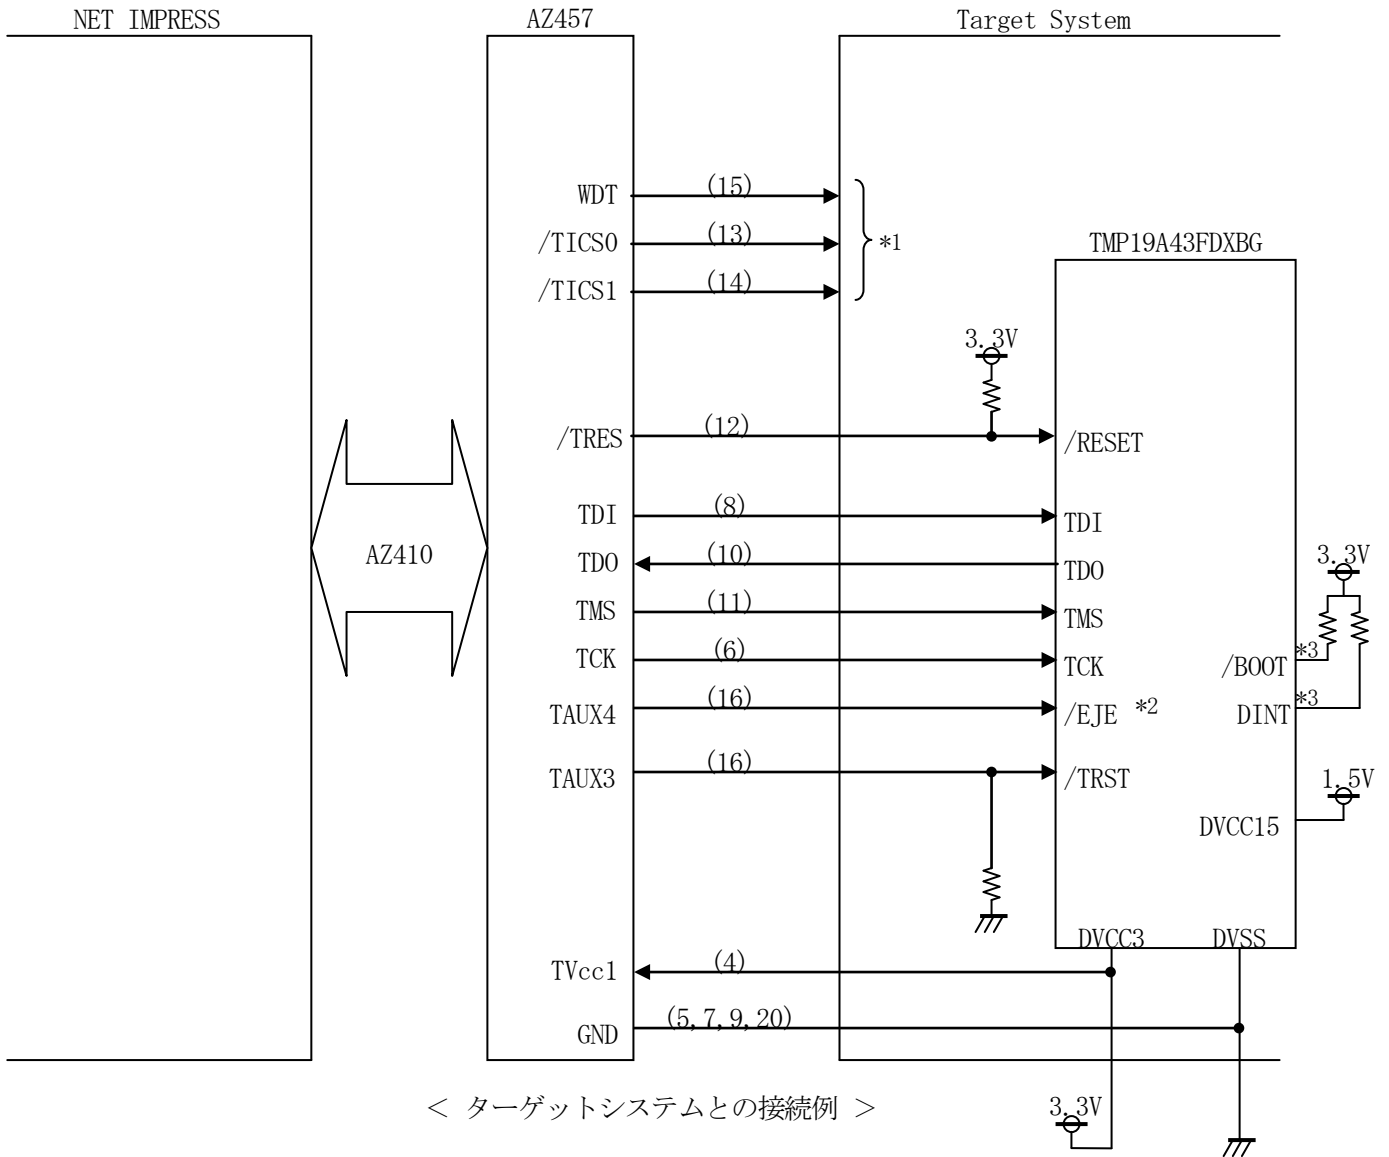 NET IMPRESS
AZ457
Target System
WDT
(15)
/TICS0
(13)
*1
/TICS1
(14)
TMP19A43FDXBG
3.3V
/TRES
(12)
/RESET
TDI
(8)
TDI
AZ410
TDO
(10)
TDO
3.3V
TMS
(11)
TMS
TCK
(6)
TCK
/BOOT
*3
TAUX4
(16)
/EJE *2
DINT
*3
TAUX3
(16)
/TRST
1.5V
DVCC15
DVCC3
DVSS
TVcc1
(4)
GND
(5,7,9,20)
< ターゲットシステムとの接続例 >
3.3V